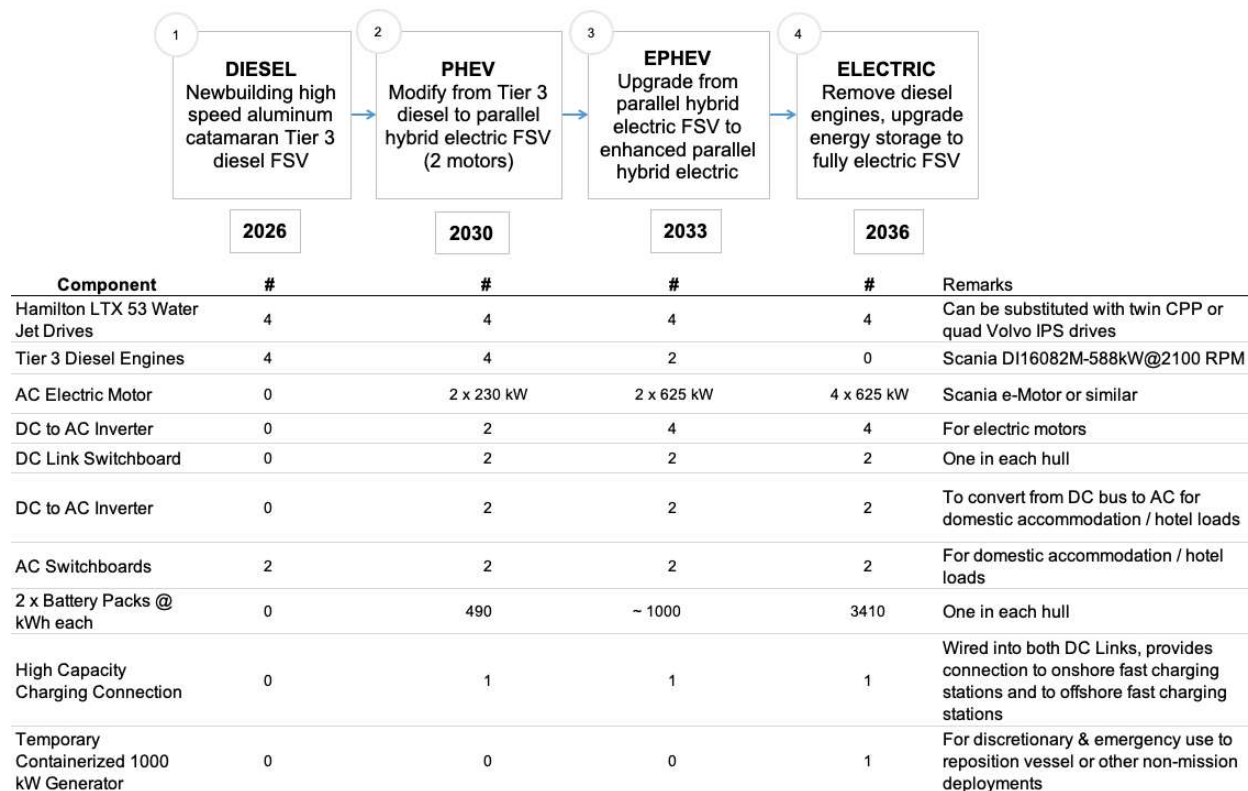 1
DIESEL
Newbuilding high
speed aluminum
catamaran Tier 3
diesel FSV
2
PHEV
Modify from Tier 3
diesel to parallel
hybrid electric FSV
(2 motors)
3
EPHEV
Upgrade from
parallel hybrid
electric FSV to
enhanced parallel
hybrid electric
4
ELECTRIC
Remove diesel
engines, upgrade
energy storage to
fully electric FSV
2026 2030 2033 2036
Component # # # # Remarks
Hamilton LTX 53 Water
Jet Drives
4 4 4 4
Can be substituted with twin CPP or
quad Volvo IPS drives
Tier 3 Diesel Engines 4 4 2 0 Scania DI16082M-588kW@2100 RPM
AC Electric Motor 0 2 x 230 kW 2 x 625 kW 4 x 625 kW Scania e-Motor or similar
DC to AC Inverter 0 2 4 4 For electric motors
DC Link Switchboard 0 2 2 2 One in each hull
DC to AC Inverter 0 2 2 2
To convert from DC bus to AC for
domestic accommodation / hotel loads
AC Switchboards 2 2 2 2
For domestic accommodation / hotel
loads
2 x Battery Packs @
kWh each
0 490 ~ 1000 3410 One in each hull
High Capacity
Charging Connection
0 1 1 1
Wired into both DC Links, provides
connection to onshore fast charging
stations and to offshore fast charging
stations
Temporary
Containerized 1000
kW Generator
0 0 0 1
For discretionary & emergency use to
reposition vessel or other non-mission
deployments